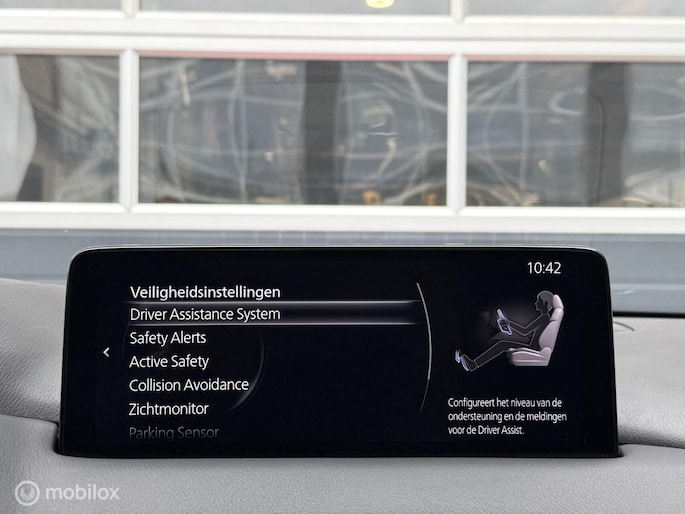 10:42
Veiligheidsinstellingen
Driver Assistance System
Safety Alerts
Active Safety
Collision Avoidance
Zichtmonitor
Parking Sensor
Configureert het niveau van de
ondersteuning en de meldingen
voor de Driver Assist.
mobilox